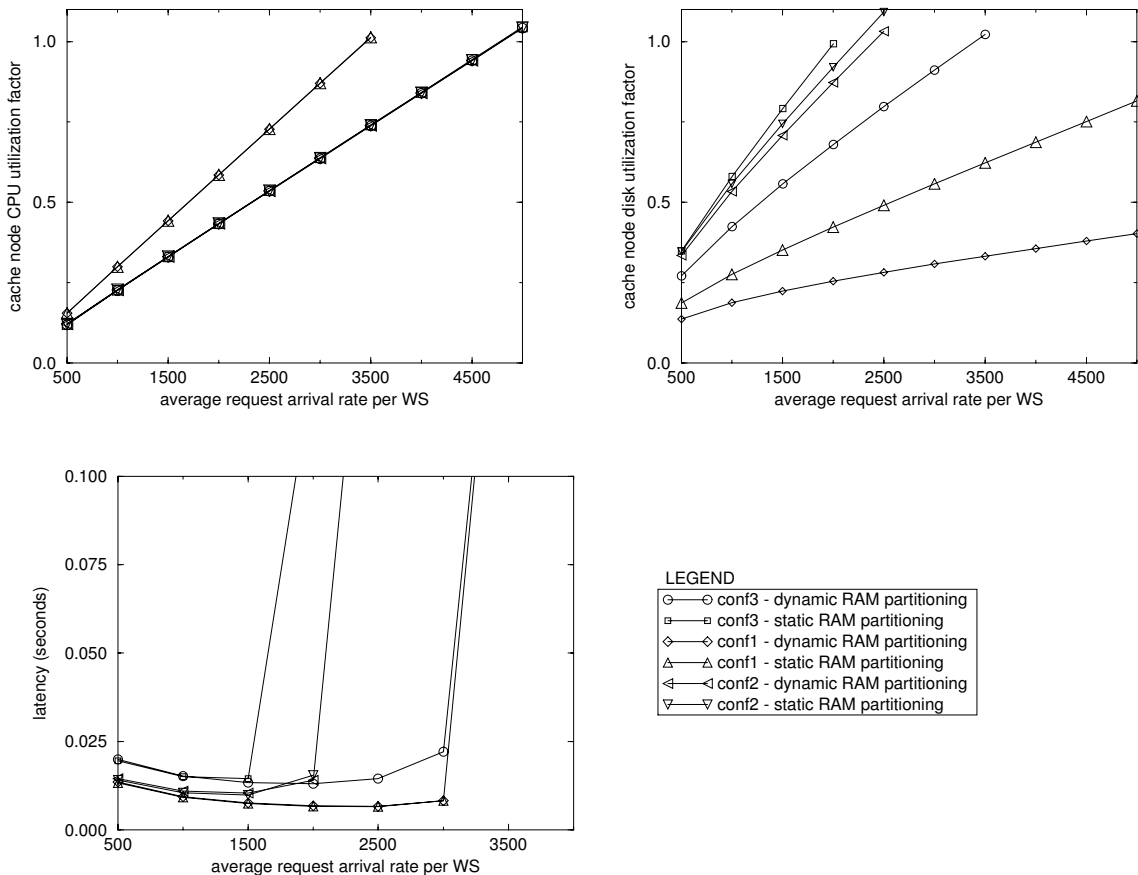 1.0
0.5
0.0
cache node CPU utilization factor
500 1500 2500 3500 4500
average request arrival rate per WS
1.0
0.5
0.0
cache node disk utilization factor
500 1500 2500 3500 4500
average request arrival rate per WS
0.100
0.075
0.050
0.025
0.000
latency (seconds)
500 1500 2500 3500
average request arrival rate per WS
LEGEND
conf3 - dynamic RAM partitioning
conf3 - static RAM partitioning
conf1 - dynamic RAM partitioning
conf1 - static RAM partitioning
conf2 - dynamic RAM partitioning
conf2 - static RAM partitioning